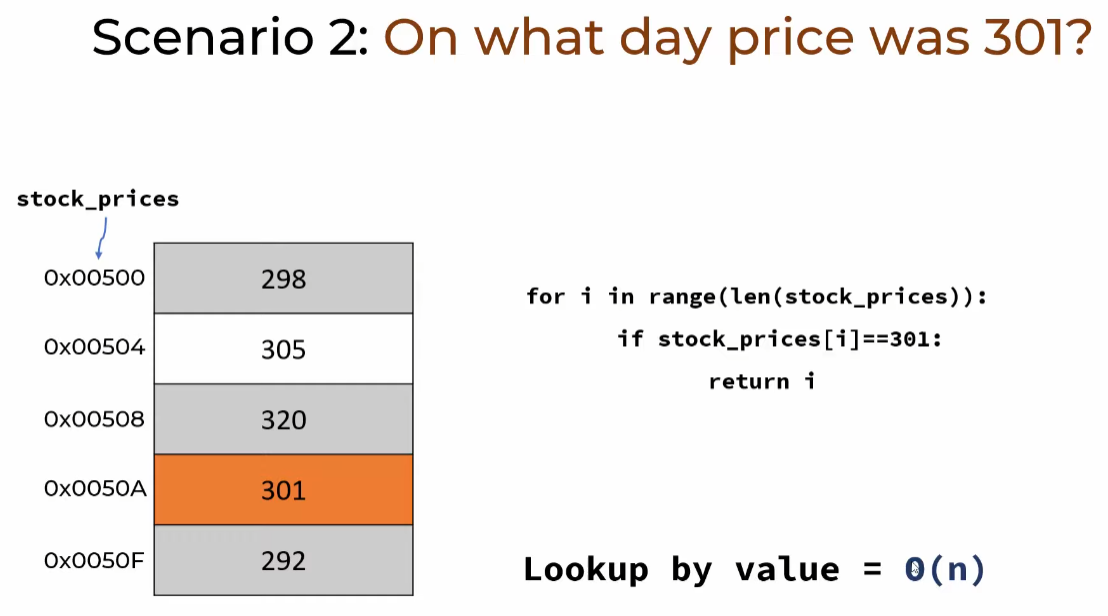 Scenario 2: On what day price was 301?
stock_prices
0x00500 298
0x00504 305
0x00508 320
0x0050A 301
0x0050F 292
for i in range(len(stock_prices)):
if stock_prices[i]==301:
return i
Lookup by value = O(n)